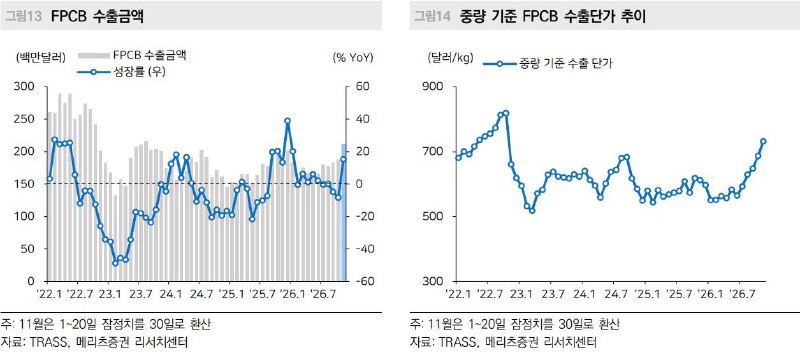 그림13 FPCB 수출금액
(백만달러)
(% YoY)
FPCB 수출금액
성장률 (우)
300
250
200
150
100
50
0
60
40
20
0
-20
-40
-60
'22.1 '22.7 23.1 23.7 24.1 '24.7 '25.1 '25.7 '26.1 '26.7
주: 11월은 1~20일 잠정치를 30일로 환산
자료: TRASS, 메리츠증권 리서치센터
그림14 중량 기준 FPCB 수출단가 추이
(달러/kg)
중량 기준 수출 단가
900
700
500
300
'22.1 '22.7 23.1 23.7 24.1 '24.7 '25.1 '25.7 '26.1 '26.7
주: 11월은 1~20일 잠정치를 30일로 환산
자료: TRASS, 메리츠증권 리서치센터